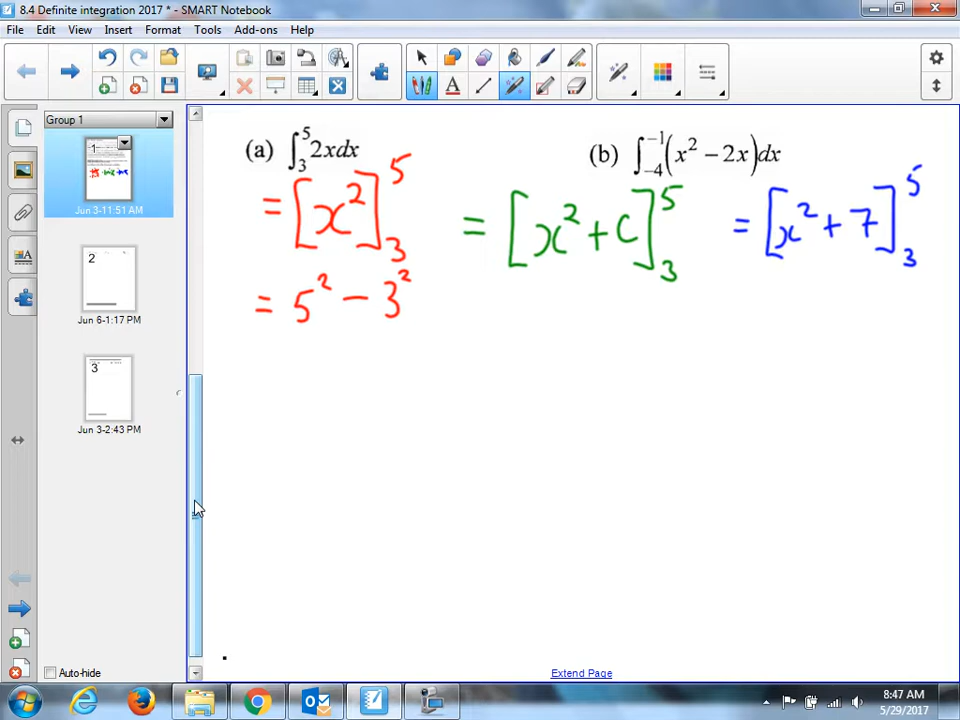 8.4 Definite integration 2017 * - SMART Notebook
File Edit View Insert Format Tools Add-ons Help
Group 1
1
Jun 3-11:51 AM
2
Jun 6-1:17 PM
3
Jun 3-2:43 PM
Auto-hide
(a) ∫₃⁵ 2xdx
= [x²]₃⁵
= 5² − 3²
(b) ∫₋₄⁻¹ (x² − 2x)dx
= [x² + C]₃⁵
= [x² + 7]₃⁵
Extend Page
8:47 AM
5/29/2017